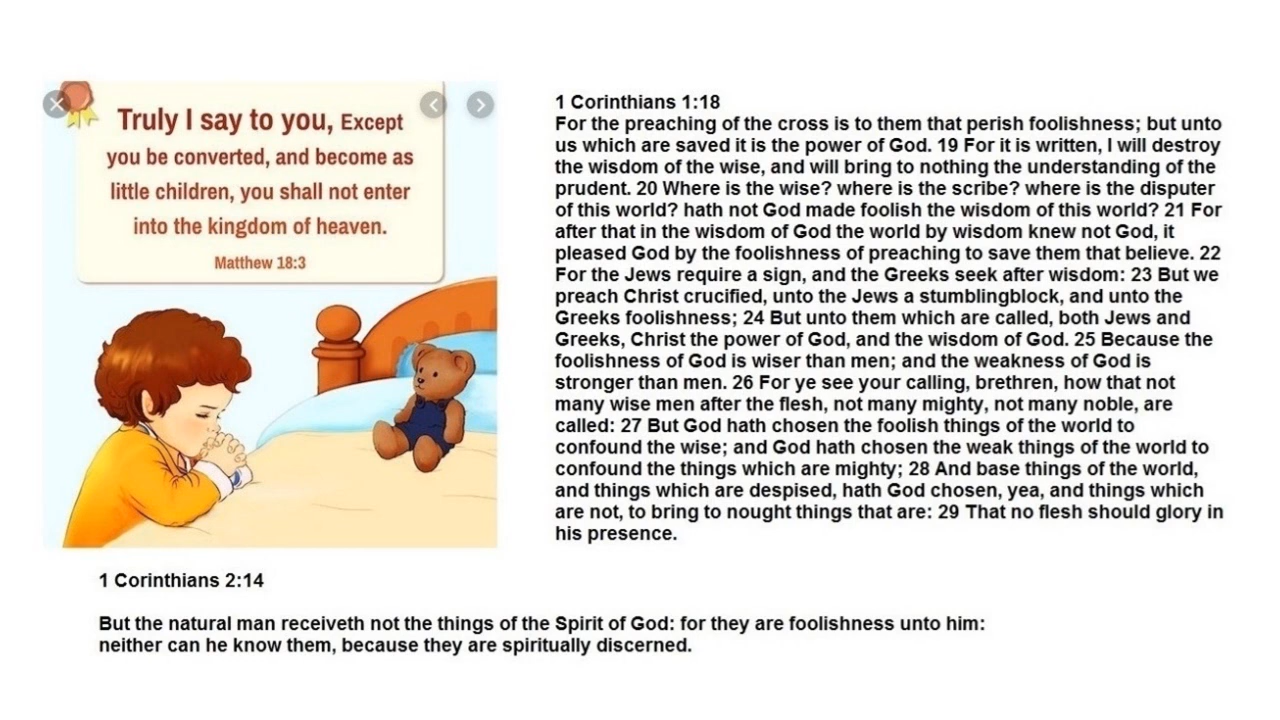 Truly I say to you, Except
you be converted, and become as
little children, you shall not enter
into the kingdom of heaven.
Matthew 18:3
1 Corinthians 1:18
For the preaching of the cross is to them that perish foolishness; but unto
us which are saved it is the power of God. 19 For it is written, I will destroy
the wisdom of the wise, and will bring to nothing the understanding of the
prudent. 20 Where is the wise? where is the scribe? where is the disputer
of this world? hath not God made foolish the wisdom of this world? 21 For
after that in the wisdom of God the world by wisdom knew not God, it
pleased God by the foolishness of preaching to save them that believe. 22
For the Jews require a sign, and the Greeks seek after wisdom: 23 But we
preach Christ crucified, unto the Jews a stumblingblock, and unto the
Greeks foolishness; 24 But unto them which are called, both Jews and
Greeks, Christ the power of God, and the wisdom of God. 25 Because the
foolishness of God is wiser than men; and the weakness of God is
stronger than men. 26 For ye see your calling, brethren, how that not
many wise men after the flesh, not many mighty, not many noble, are
called: 27 But God hath chosen the foolish things of the world to
confound the wise; and God hath chosen the weak things of the world to
confound the things which are mighty; 28 And base things of the world,
and things which are despised, hath God chosen, yea, and things which
are not, to bring to nought things that are: 29 That no flesh should glory in
his presence.
1 Corinthians 2:14
But the natural man receiveth not the things of the Spirit of God: for they are foolishness unto him:
neither can he know them, because they are spiritually discerned.